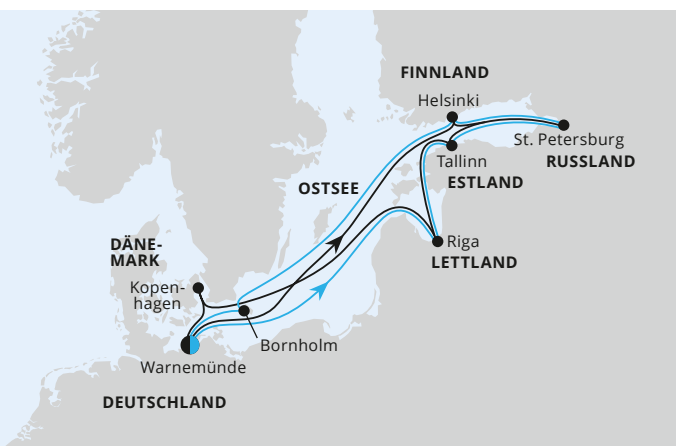 FINNLAND
Helsinki
St. Petersburg
RUSSLAND
Tallinn
ESTLAND
OSTSEE
Riga
LETTLAND
DÄNE-
MARK
Kopen-
hagen
Bornholm
Warnemünde
DEUTSCHLAND